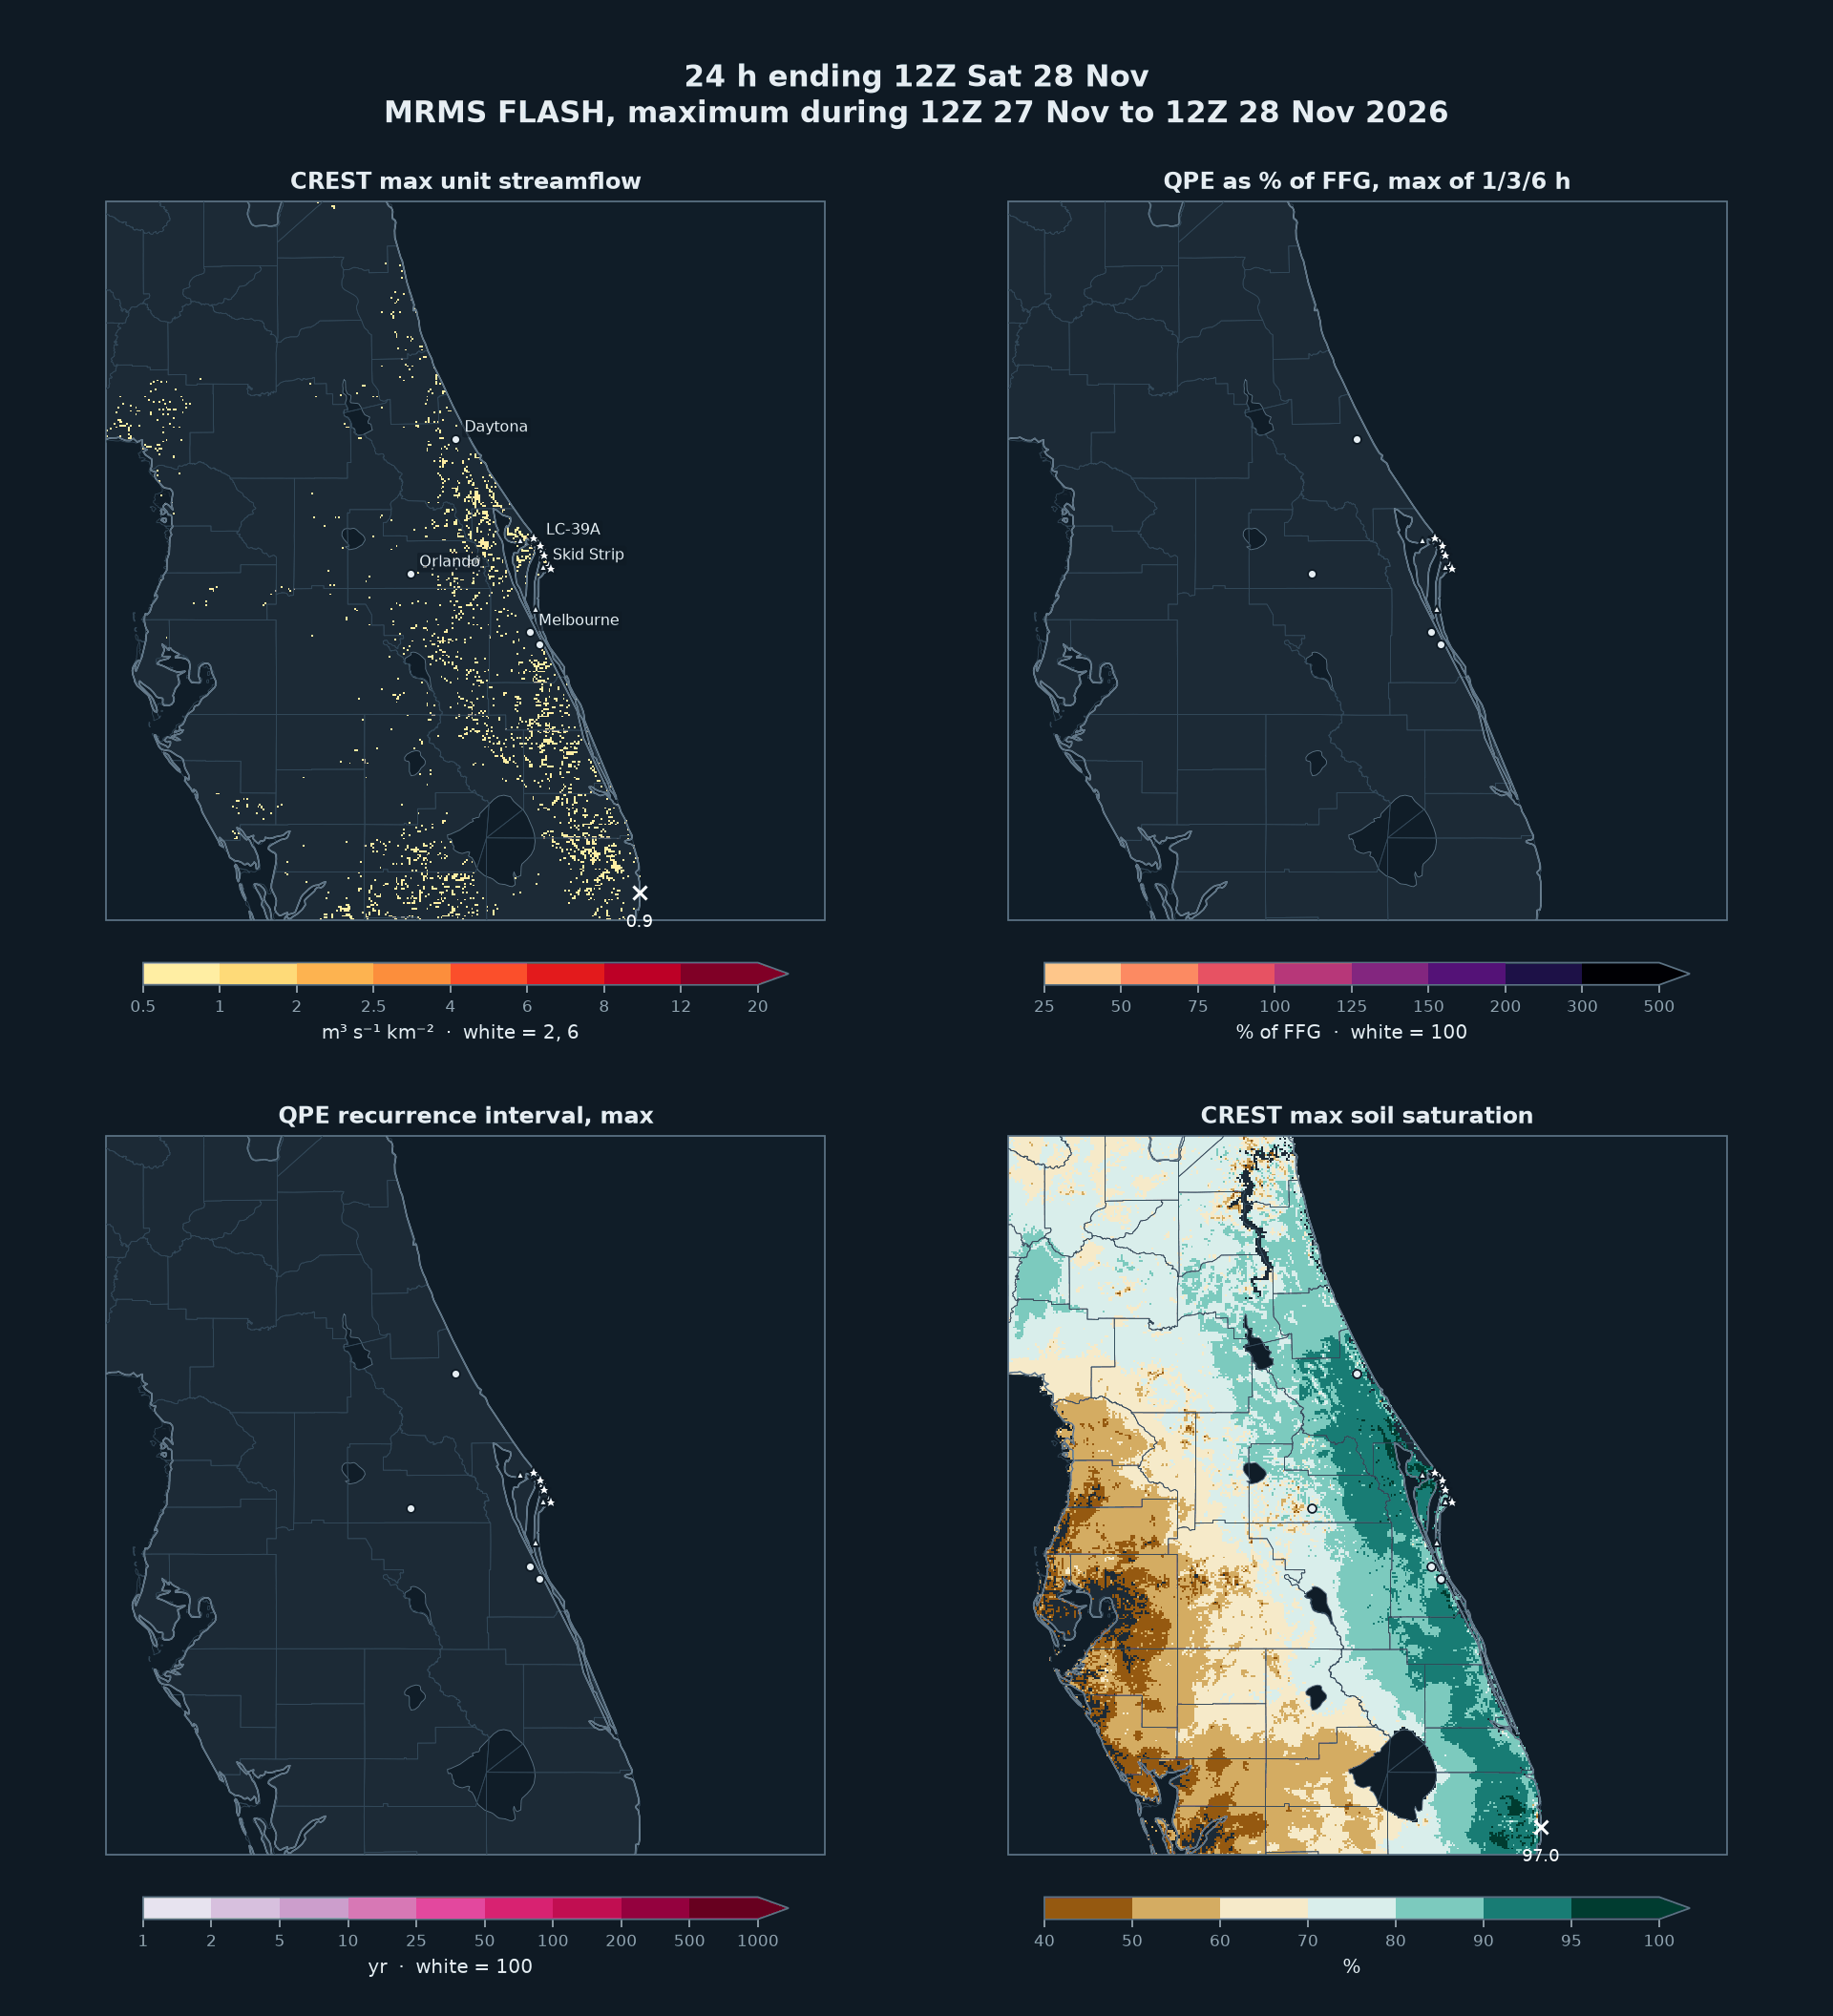 24 h ending 12Z Sat 28 Nov
MRMS FLASH, maximum during 12Z 27 Nov to 12Z 28 Nov 2026
CREST max unit streamflow
Daytona
LC-39A
Skid Strip
Orlando
Melbourne
0.9
0.5 1 2 2.5 4 6 8 12 20
m³ s⁻¹ km⁻² · white = 2, 6
QPE as % of FFG, max of 1/3/6 h
25 50 75 100 125 150 200 300 500
% of FFG · white = 100
QPE recurrence interval, max
1 2 5 10 25 50 100 200 500 1000
yr · white = 100
CREST max soil saturation
97.0
40 50 60 70 80 90 95 100
%